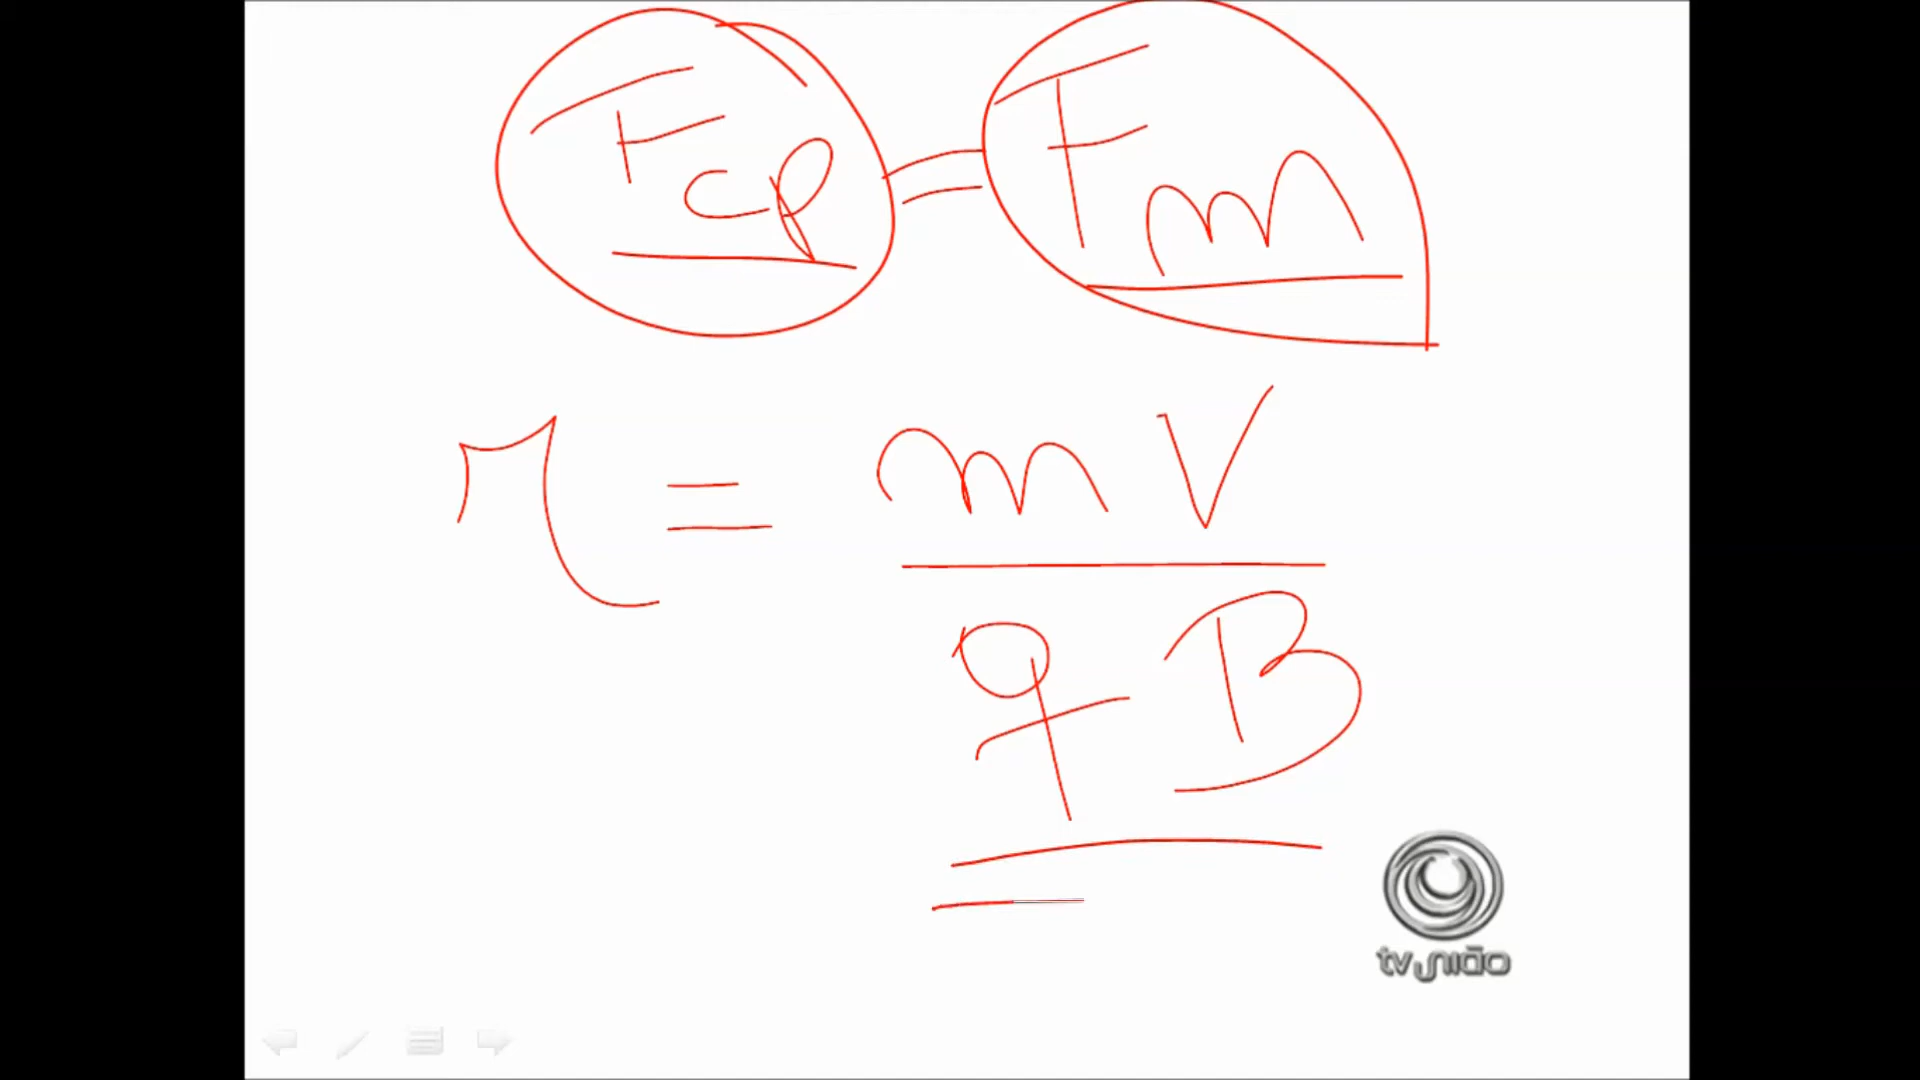 Fcp = Fm
r = mV
qB
tv união